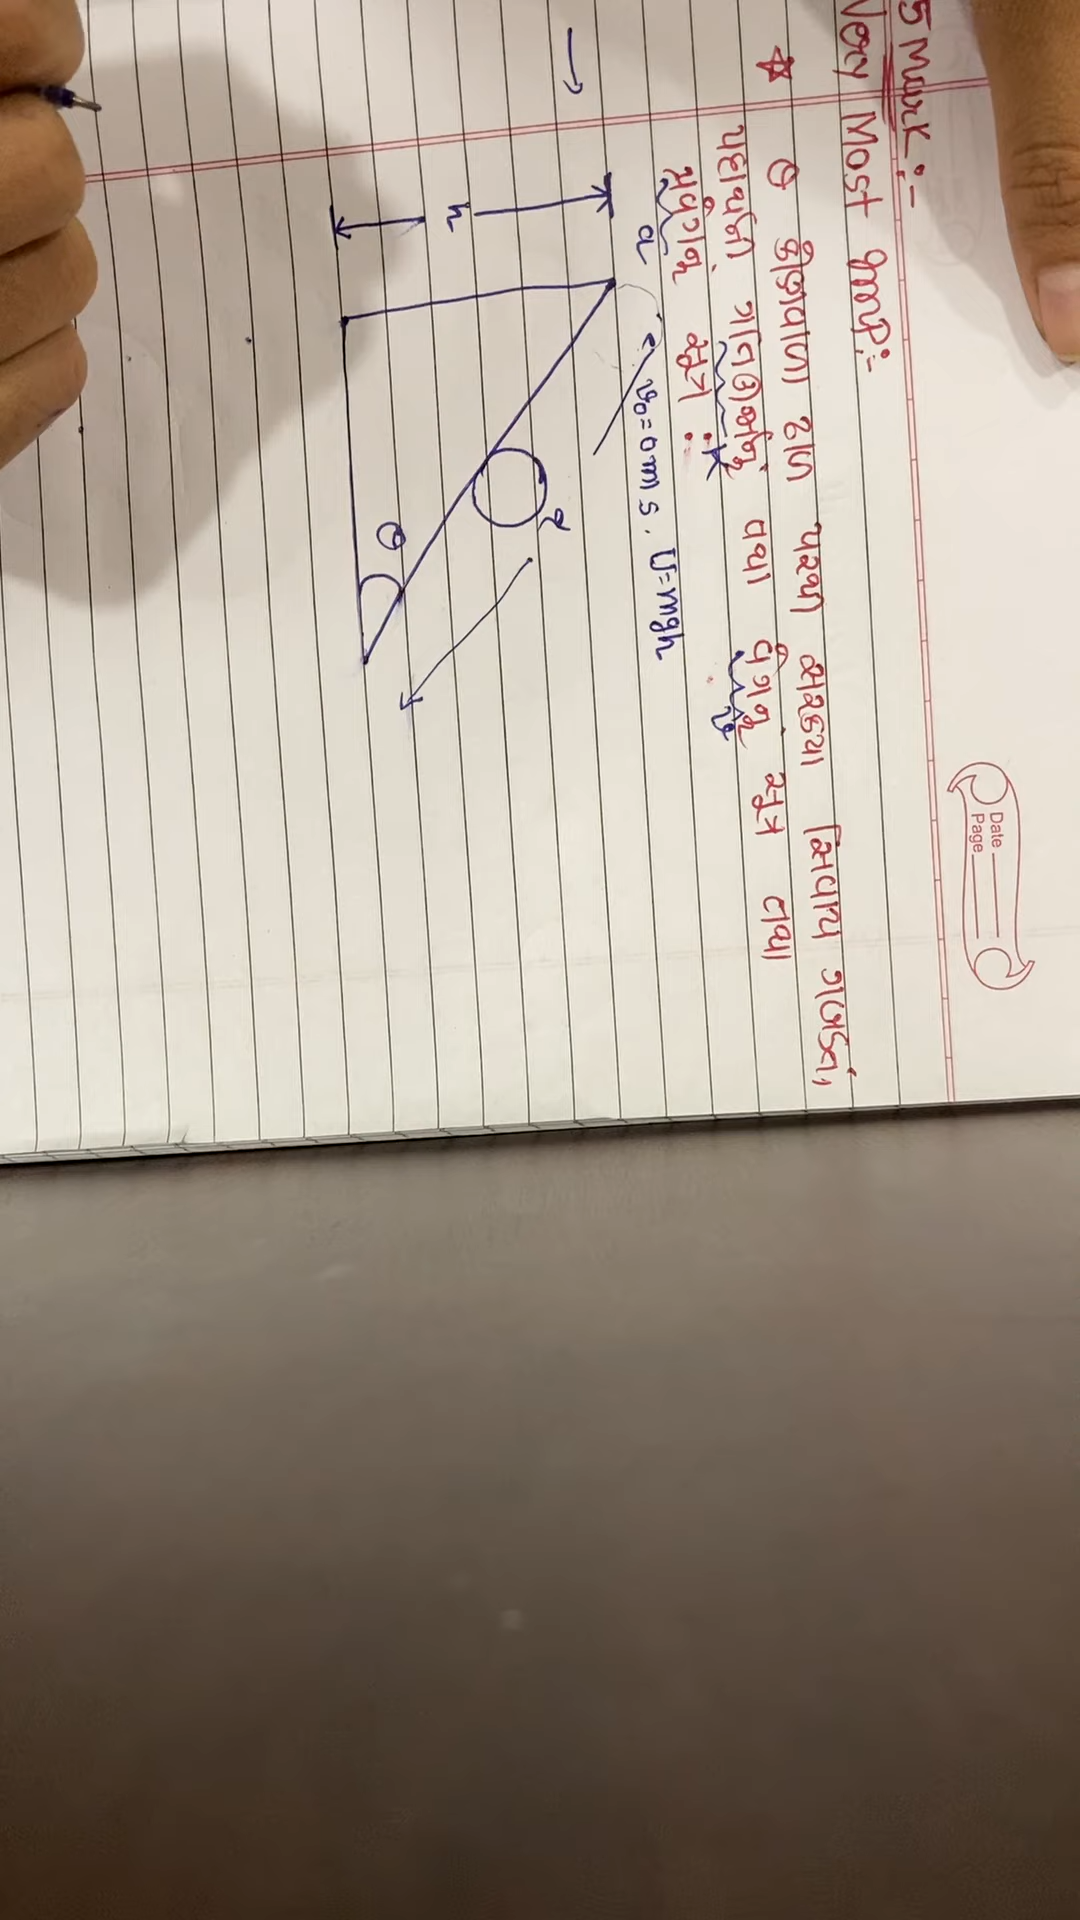 5 Mark :-
Very Most ImP :-
Date
Page
☆ θ કોણવાળા ઢાળ પરથી સરક્યા સિવાય ગબડતાં,
પદાર્થની ગતિઊર્જાનું તથા વેગનું સુત્ર તથા
K v
પ્રવેગનું સુત્ર :
a
v₀ = 0 m s, U = mgh
→
h
r
θ